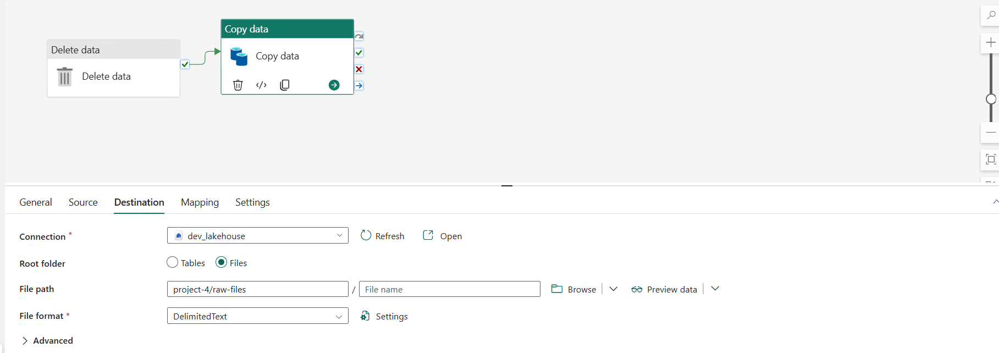 Copy data
Copy data
Delete data
Delete data
General Source Destination Mapping Settings
Connection * dev_lakehouse Refresh Open
Root folder Tables Files
File path project-4/raw-files / File name Browse Preview data
File format * DelimitedText Settings
Advanced